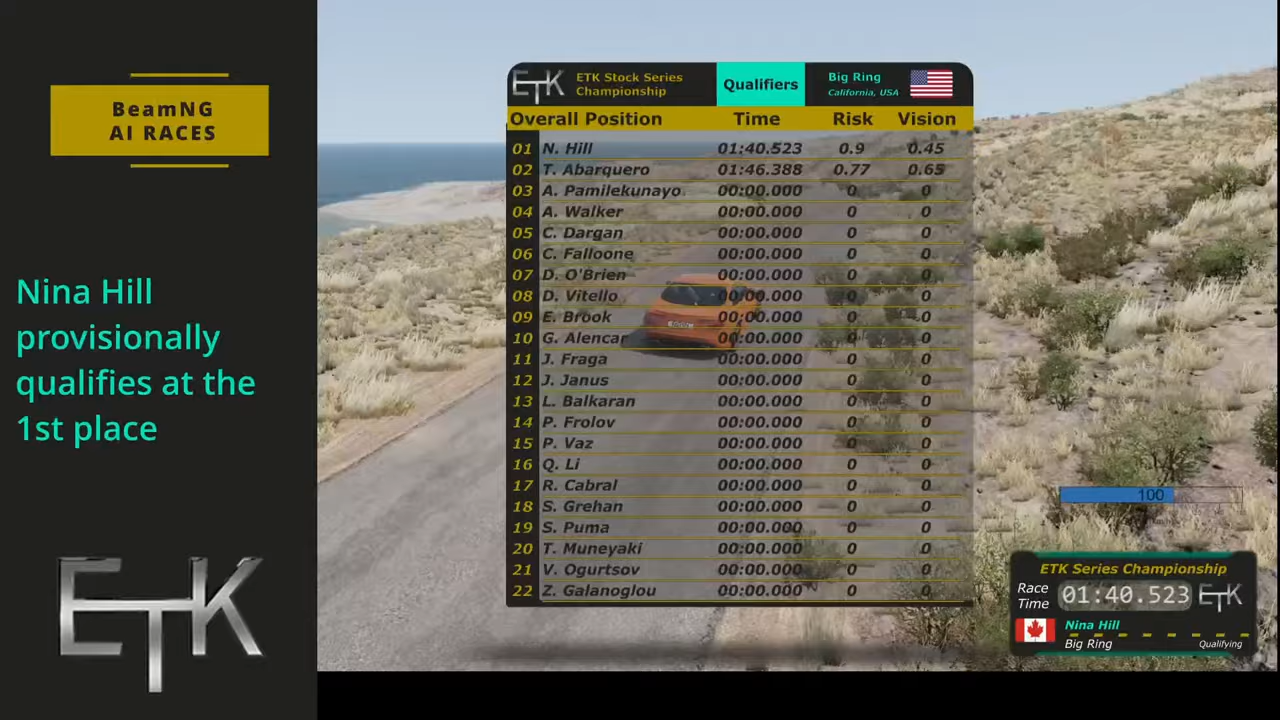 BeamNG
AI RACES
Nina Hill
provisionally
qualifies at the
1st place
ETK
ETK
ETK Stock Series
Championship
Qualifiers
Big Ring
California, USA
Overall Position Time Risk Vision
01 N. Hill 01:40.523 0.9 0.45
02 T. Abarquero 01:46.388 0.77 0.65
03 A. Pamilekunayo 00:00.000 0 0
04 A. Walker 00:00.000 0 0
05 C. Dargan 00:00.000 0 0
06 C. Falloone 00:00.000 0 0
07 D. O'Brien 00:00.000 0 0
08 D. Vitello 00:00.000 0 0
09 E. Brook 00:00.000 0 0
10 G. Alencar 00:00.000 0 0
11 J. Fraga 00:00.000 0 0
12 J. Janus 00:00.000 0 0
13 L. Balkaran 00:00.000 0 0
14 P. Frolov 00:00.000 0 0
15 P. Vaz 00:00.000 0 0
16 Q. Li 00:00.000 0 0
17 R. Cabral 00:00.000 0 0
18 S. Grehan 00:00.000 0 0
19 S. Puma 00:00.000 0 0
20 T. Muneyaki 00:00.000 0 0
21 V. Ogurtsov 00:00.000 0 0
22 Z. Galanoglou 00:00.000 0 0
100
ETK Series Championship
Race
Time
01:40.523
ETK
Nina Hill
Big Ring
Qualifying